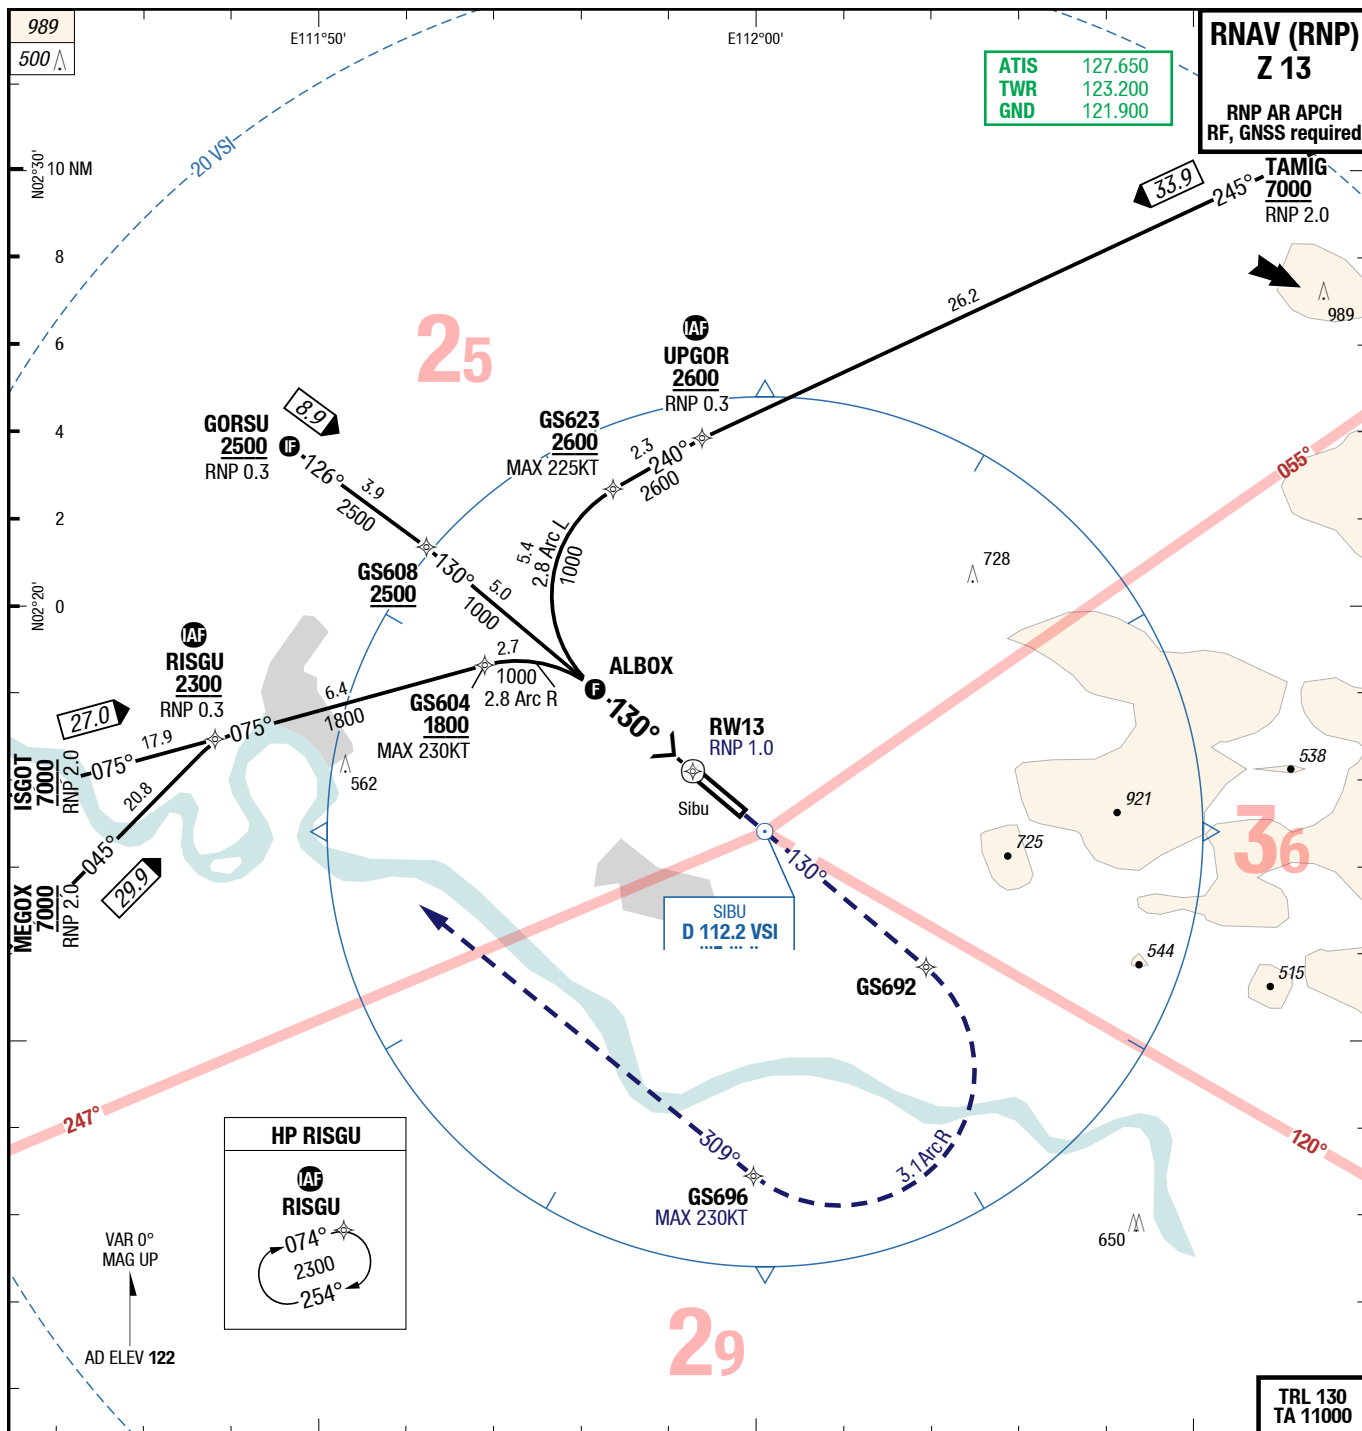 989
500
E111°50'
E112°00'
RNAV (RNP)
Z 13
RNP AR APCH
RF, GNSS required
ATIS 127.650
TWR 123.200
GND 121.900
20 VSI
N02°30'
10 NM
8
6
4
2
0
N02°20'
TAMIG
7000
RNP 2.0
245°
33.9
26.2
989
25
IAF
UPGOR
2600
RNP 0.3
GORSU
2500
RNP 0.3
IF
8.9
126°
3.9
2500
GS623
2600
MAX 225KT
2.3
240°
2600
5.4
2.8 Arc L
1000
055°
728
GS608
2500
130°
5.0
1000
IAF
RISGU
2300
RNP 0.3
6.4
1800
075°
2.7
1000
2.8 Arc R
GS604
1800
MAX 230KT
ALBOX
F
130°
RW13
RNP 1.0
Sibu
27.0
17.9
075°
ISGOT
7000
RNP 2.0
20.8
045°
29.9
MEGOX
7000
RNP 2.0
562
538
921
725
36
544
515
SIBU
D 112.2 VSI
130°
GS692
247°
120°
309°
3.1 Arc R
GS696
MAX 230KT
650
HP RISGU
IAF
RISGU
074°
2300
254°
VAR 0°
MAG UP
AD ELEV 122
29
TRL 130
TA 11000